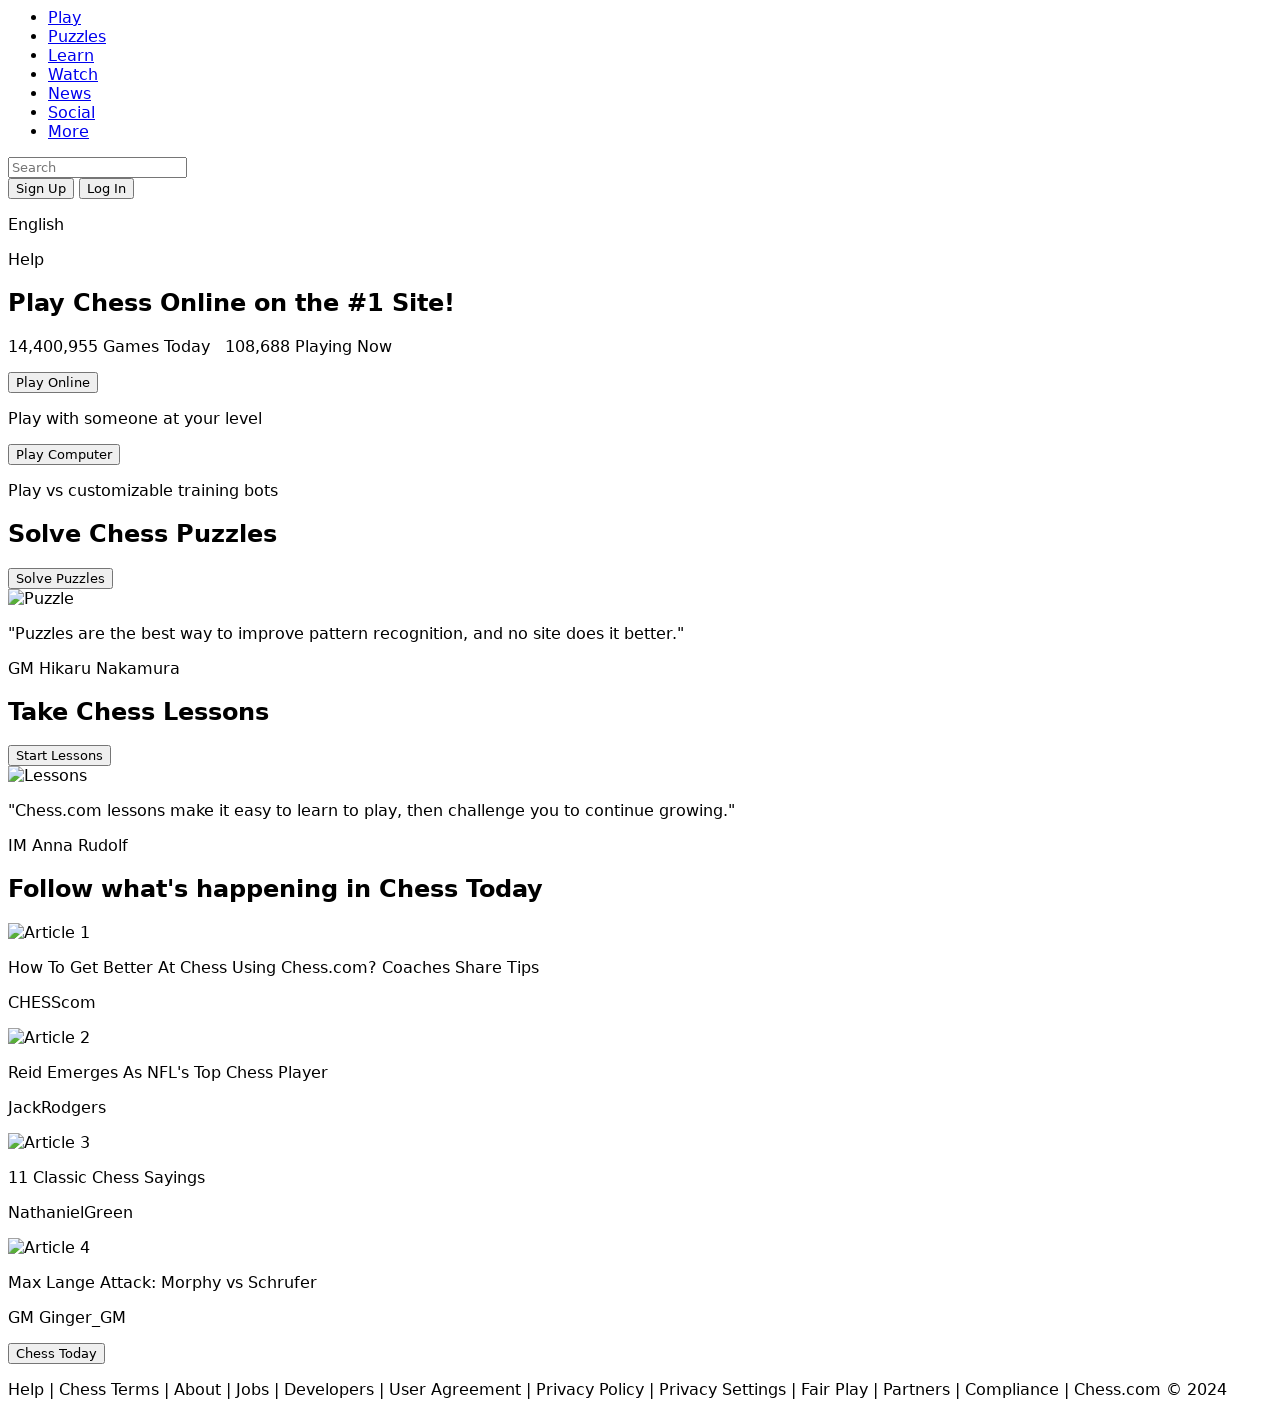 Play
Puzzles
Learn
Watch
News
Social
More
Search
Sign Up Log In
English
Help
Play Chess Online on the #1 Site!
14,400,955 Games Today 108,688 Playing Now
Play Online
Play with someone at your level
Play Computer
Play vs customizable training bots
Solve Chess Puzzles
Solve Puzzles
Puzzle
"Puzzles are the best way to improve pattern recognition, and no site does it better."
GM Hikaru Nakamura
Take Chess Lessons
Start Lessons
Lessons
"Chess.com lessons make it easy to learn to play, then challenge you to continue growing."
IM Anna Rudolf
Follow what's happening in Chess Today
Article 1
How To Get Better At Chess Using Chess.com? Coaches Share Tips
CHESScom
Article 2
Reid Emerges As NFL's Top Chess Player
JackRodgers
Article 3
11 Classic Chess Sayings
NathanielGreen
Article 4
Max Lange Attack: Morphy vs Schrufer
GM Ginger_GM
Chess Today
Help | Chess Terms | About | Jobs | Developers | User Agreement | Privacy Policy | Privacy Settings | Fair Play | Partners | Compliance | Chess.com © 2024